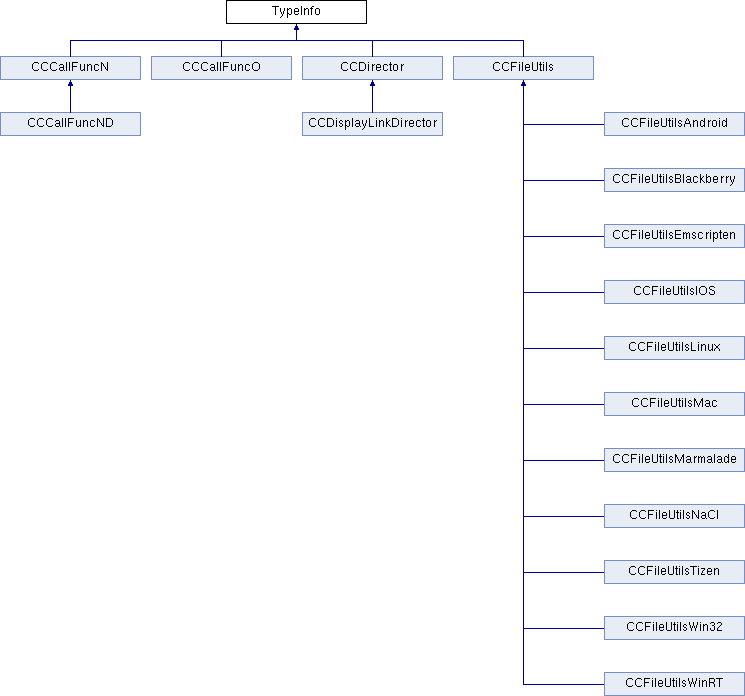 TypeInfo
CCCallFuncN
CCCallFuncO
CCDirector
CCFileUtils
CCCallFuncND
CCDisplayLinkDirector
CCFileUtilsAndroid
CCFileUtilsBlackberry
CCFileUtilsEmscripten
CCFileUtilsIOS
CCFileUtilsLinux
CCFileUtilsMac
CCFileUtilsMarmalade
CCFileUtilsNaCl
CCFileUtilsTizen
CCFileUtilsWin32
CCFileUtilsWinRT